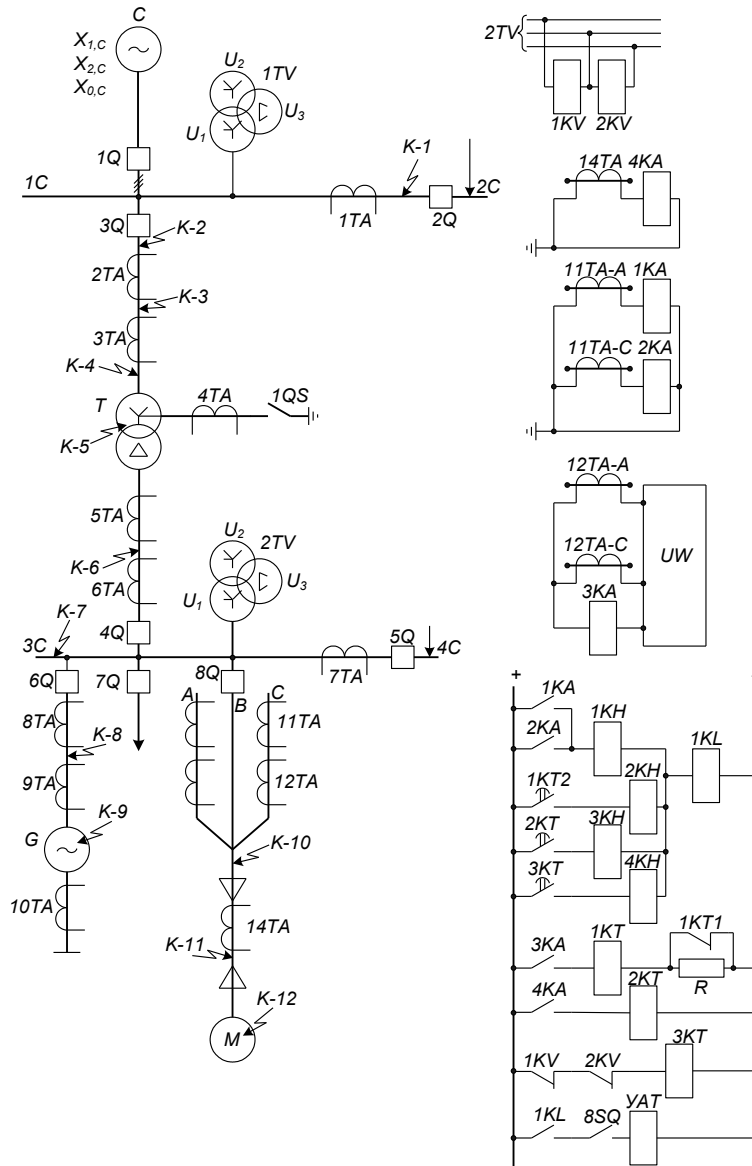 C
X1,C
X2,C
X0,C
U2
1TV
U3
U1
1Q
K-1
1C
2C
1TA
2Q
3Q
K-2
2TA
K-3
3TA
K-4
T
4TA
1QS
K-5
5TA
K-6
6TA
U2
2TV
U3
U1
K-7
4Q
5Q
3C
4C
7TA
6Q
7Q
8Q
A
B
C
8TA
11TA
K-8
9TA
12TA
K-9
G
K-10
10TA
14TA
K-11
K-12
M
2TV
1KV
2KV
14TA
4KA
11TA-A
1KA
11TA-C
2KA
12TA-A
12TA-C
UW
3KA
+
-
1KA
1KH
2KA
1KL
1KT2
2KH
2KT
3KH
3KT
4KH
3KA
1KT
1KT1
R
4KA
2KT
3KT
1KV
2KV
1KL
8SQ
УАТ